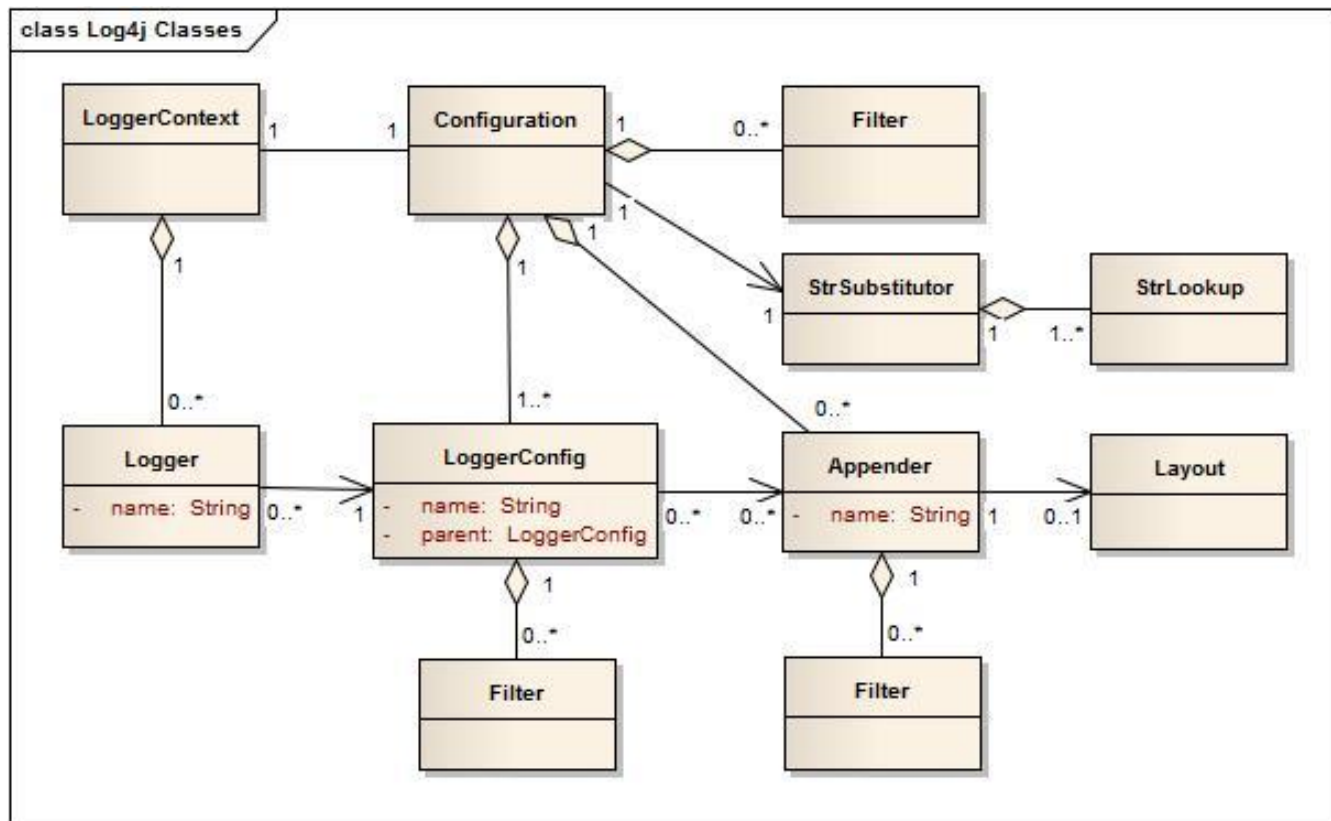 class Log4j Classes
LoggerContext
1
1
Configuration
1
0..*
Filter
1
1
1
1
1
StrSubstitutor
1
1..*
StrLookup
0..*
1..*
0..*
Logger
- name: String
0..*
1
LoggerConfig
- name: String
- parent: LoggerConfig
0..*
0..*
Appender
- name: String
1
0..1
Layout
1
0..*
Filter
1
0..*
Filter